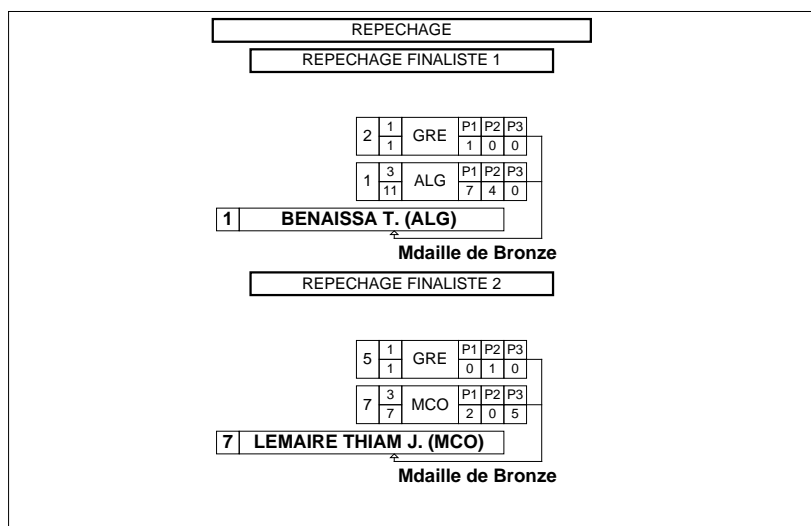 REPECHAGE
REPECHAGE FINALISTE 1
2 1 GRE P1 P2 P3
1 1 0 0
1 3 ALG P1 P2 P3
11 7 4 0
1 BENAISSA T. (ALG)
Mdaille de Bronze
REPECHAGE FINALISTE 2
5 1 GRE P1 P2 P3
1 0 1 0
7 3 MCO P1 P2 P3
7 2 0 5
7 LEMAIRE THIAM J. (MCO)
Mdaille de Bronze